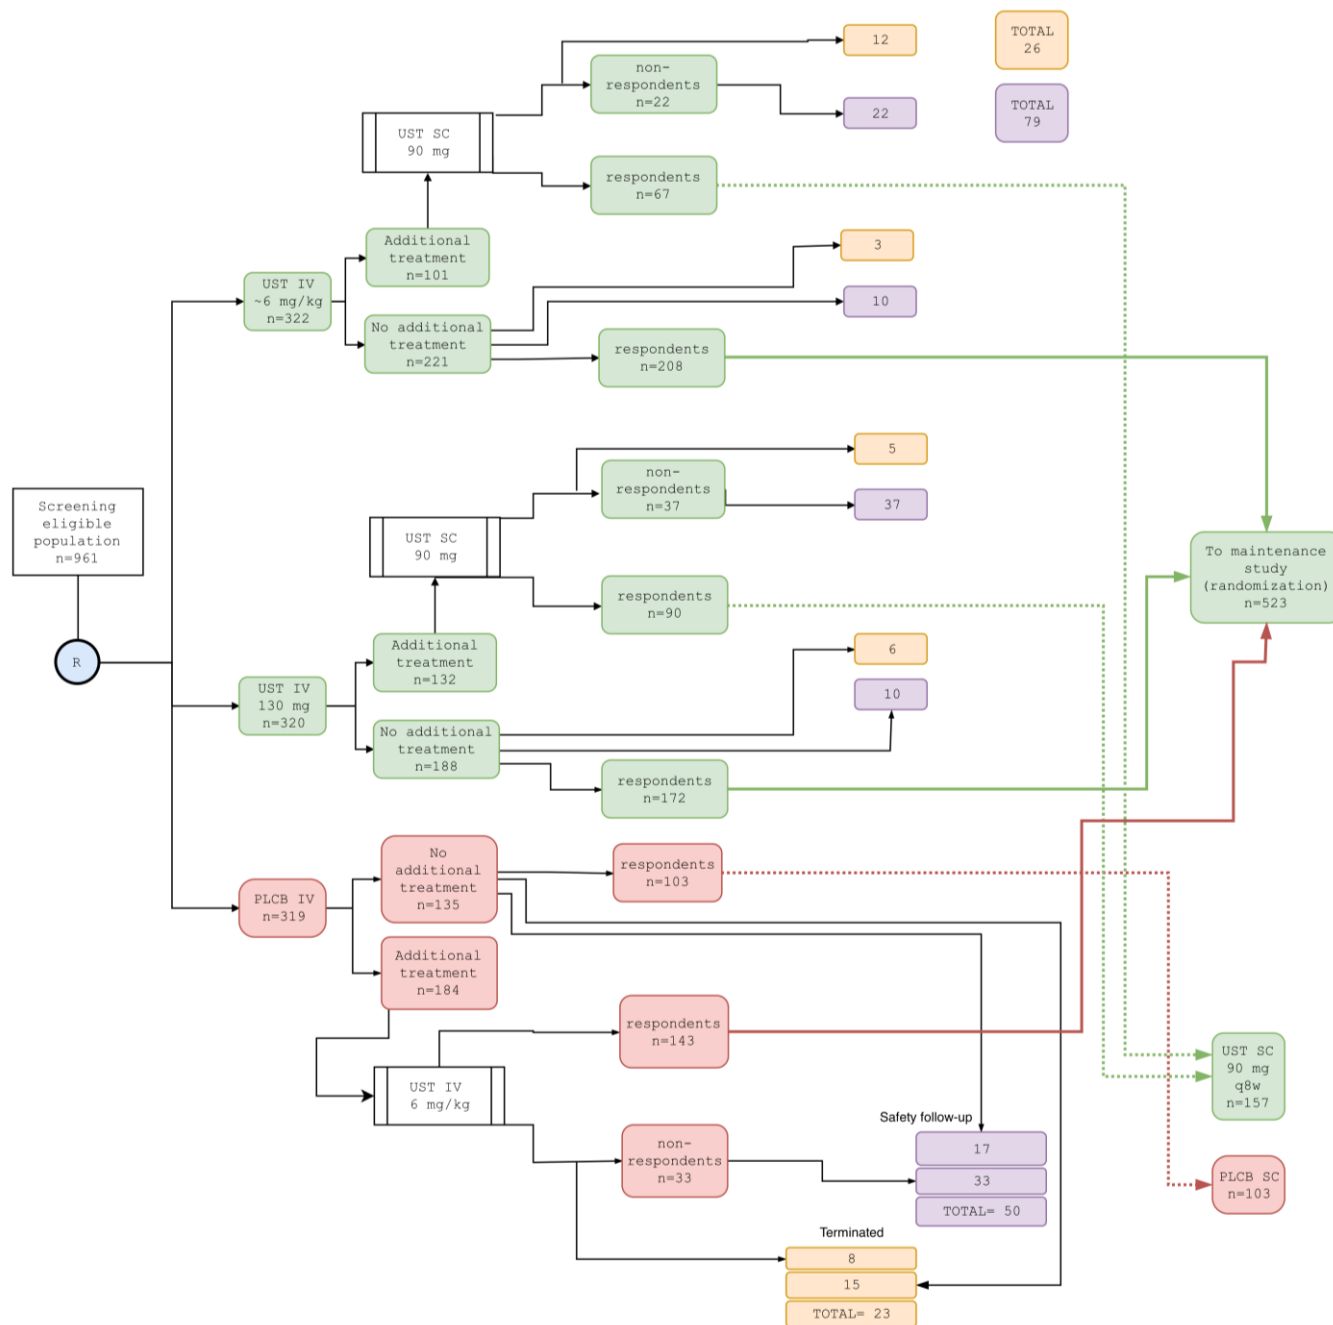 12
TOTAL
26
non-
respondents
n=22
22
TOTAL
79
UST SC
90 mg
respondents
n=67
Additional
treatment
n=101
3
UST IV
~6 mg/kg
n=322
10
No additional
treatment
n=221
respondents
n=208
5
non-
respondents
n=37
37
Screening
eligible
population
n=961
UST SC
90 mg
To maintenance
study
(randomization)
n=523
respondents
n=90
R
Additional
treatment
n=132
6
UST IV
130 mg
n=320
10
No additional
treatment
n=188
respondents
n=172
No
additional
treatment
n=135
respondents
n=103
PLCB IV
n=319
Additional
treatment
n=184
respondents
n=143
UST SC
90 mg
q8w
n=157
UST IV
6 mg/kg
Safety follow-up
17
non-
respondents
n=33
33
TOTAL= 50
PLCB SC
n=103
Terminated
8
15
TOTAL= 23